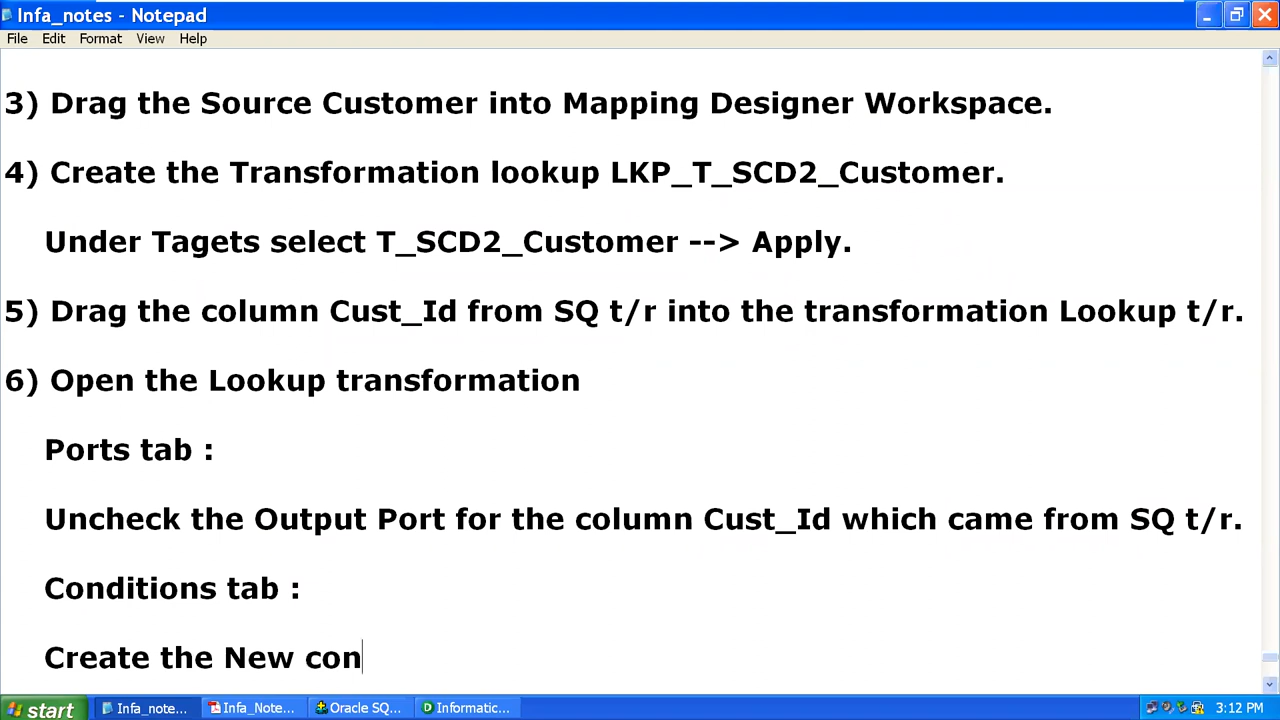 Infa_notes - Notepad
File Edit Format View Help
3) Drag the Source Customer into Mapping Designer Workspace.
4) Create the Transformation lookup LKP_T_SCD2_Customer.
Under Tagets select T_SCD2_Customer --> Apply.
5) Drag the column Cust_Id from SQ t/r into the transformation Lookup t/r.
6) Open the Lookup transformation
Ports tab :
Uncheck the Output Port for the column Cust_Id which came from SQ t/r.
Conditions tab :
Create the New con
start Infa_note... Infa_Note... Oracle SQ... Informatic... 3:12 PM